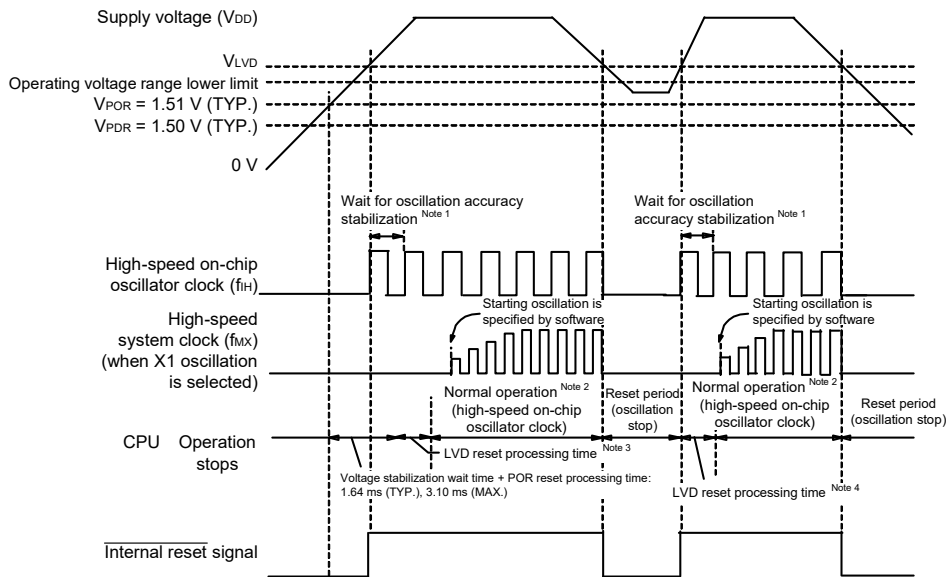 Supply voltage (VDD)
VLVD
Operating voltage range lower limit
VPOR = 1.51 V (TYP.)
VPDR = 1.50 V (TYP.)
0 V
Wait for oscillation accuracy
stabilization Note 1
Wait for oscillation
accuracy stabilization Note 1
High-speed on-chip
oscillator clock (fIH)
Starting oscillation is
specified by software
Starting oscillation is
specified by software
High-speed
system clock (fMX)
(when X1 oscillation
is selected)
Normal operation Note 2
(high-speed on-chip
oscillator clock)
Reset period
(oscillation
stop)
Normal operation Note 2
(high-speed on-chip
oscillator clock)
Reset period
(oscillation stop)
CPU Operation
stops
LVD reset processing time Note 3
Voltage stabilization wait time + POR reset processing time:
1.64 ms (TYP.), 3.10 ms (MAX.)
LVD reset processing time Note 4
Internal reset signal